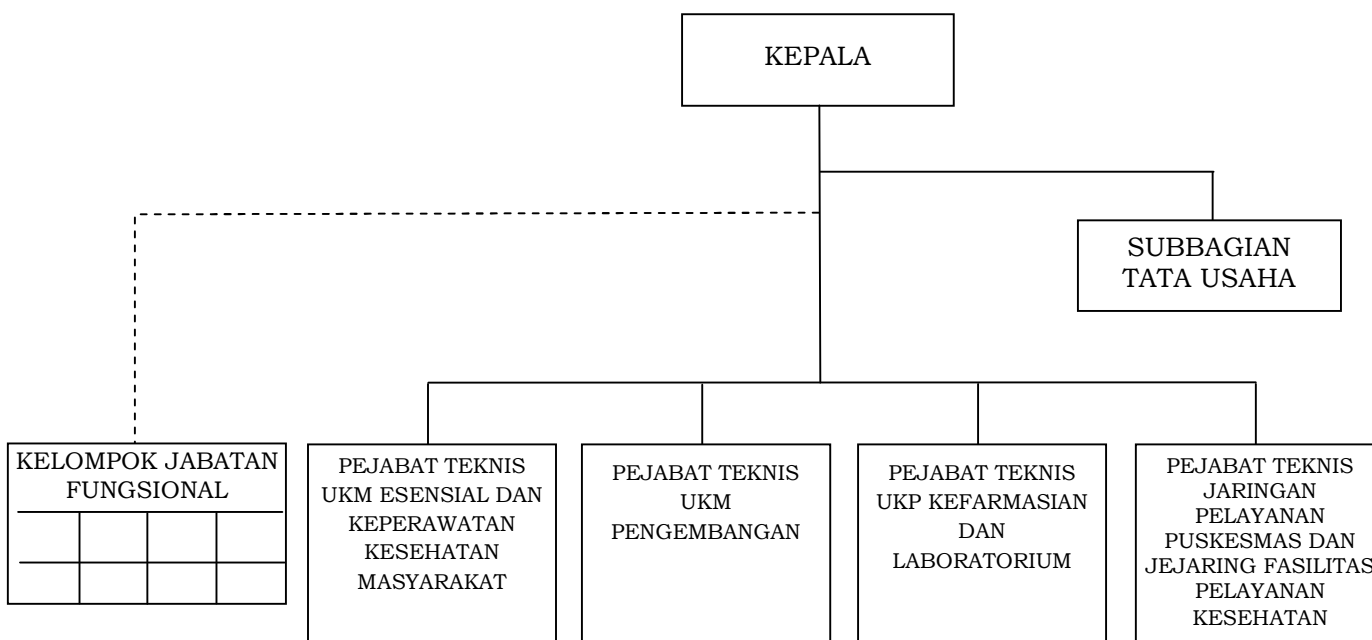 KEPALA
SUBBAGIAN
TATA USAHA
KELOMPOK JABATAN
FUNGSIONAL
PEJABAT TEKNIS
UKM ESENSIAL DAN
KEPERAWATAN
KESEHATAN
MASYARAKAT
PEJABAT TEKNIS
UKM
PENGEMBANGAN
PEJABAT TEKNIS
UKP KEFARMASIAN
DAN
LABORATORIUM
PEJABAT TEKNIS
JARINGAN
PELAYANAN
PUSKESMAS DAN
JEJARING FASILITAS
PELAYANAN
KESEHATAN